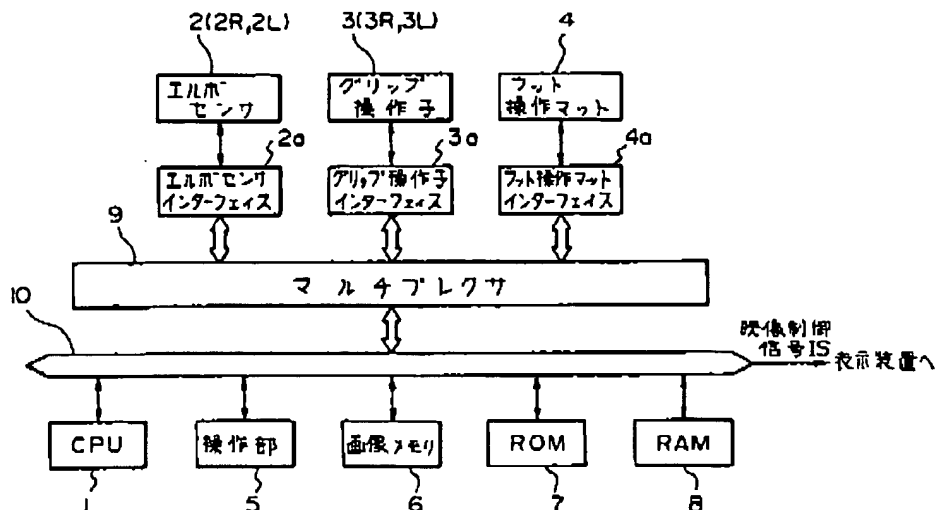 2(2R,2L)
3(3R,3L)
4
エルボ
センサ
グリップ
操作子
フット
操作マット
2a
3a
4a
エルボセンサ
インターフェイス
グリップ操作子
インターフェイス
フット操作マット
インターフェイス
9
マルチプレクサ
10
映像制御
信号IS
表示装置へ
CPU
操作部
画像メモリ
ROM
RAM
1
5
6
7
8